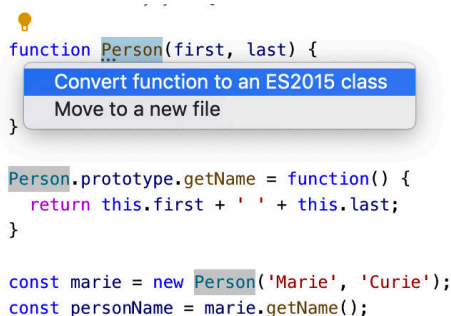 function Person(first, last) {
Convert function to an ES2015 class
Move to a new file
}
Person.prototype.getName = function() {
return this.first + ' ' + this.last;
}
const marie = new Person('Marie', 'Curie');
const personName = marie.getName();